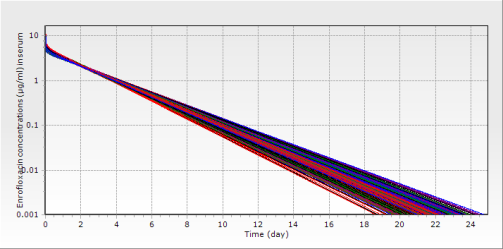 Enrofloxacin concentrations (µg/ml) in serum
10
1
0.1
0.01
0.001
0 2 4 6 8 10 12 14 16 18 20 22 24
Time (day)